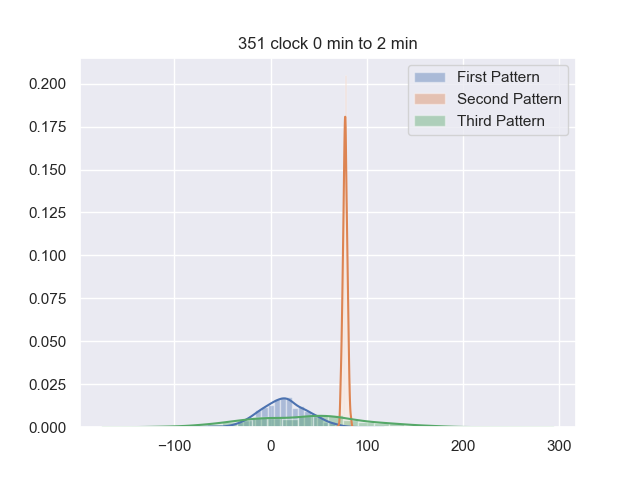 351 clock 0 min to 2 min
First Pattern
Second Pattern
Third Pattern
0.200
0.175
0.150
0.125
0.100
0.075
0.050
0.025
0.000
−100 0 100 200 300